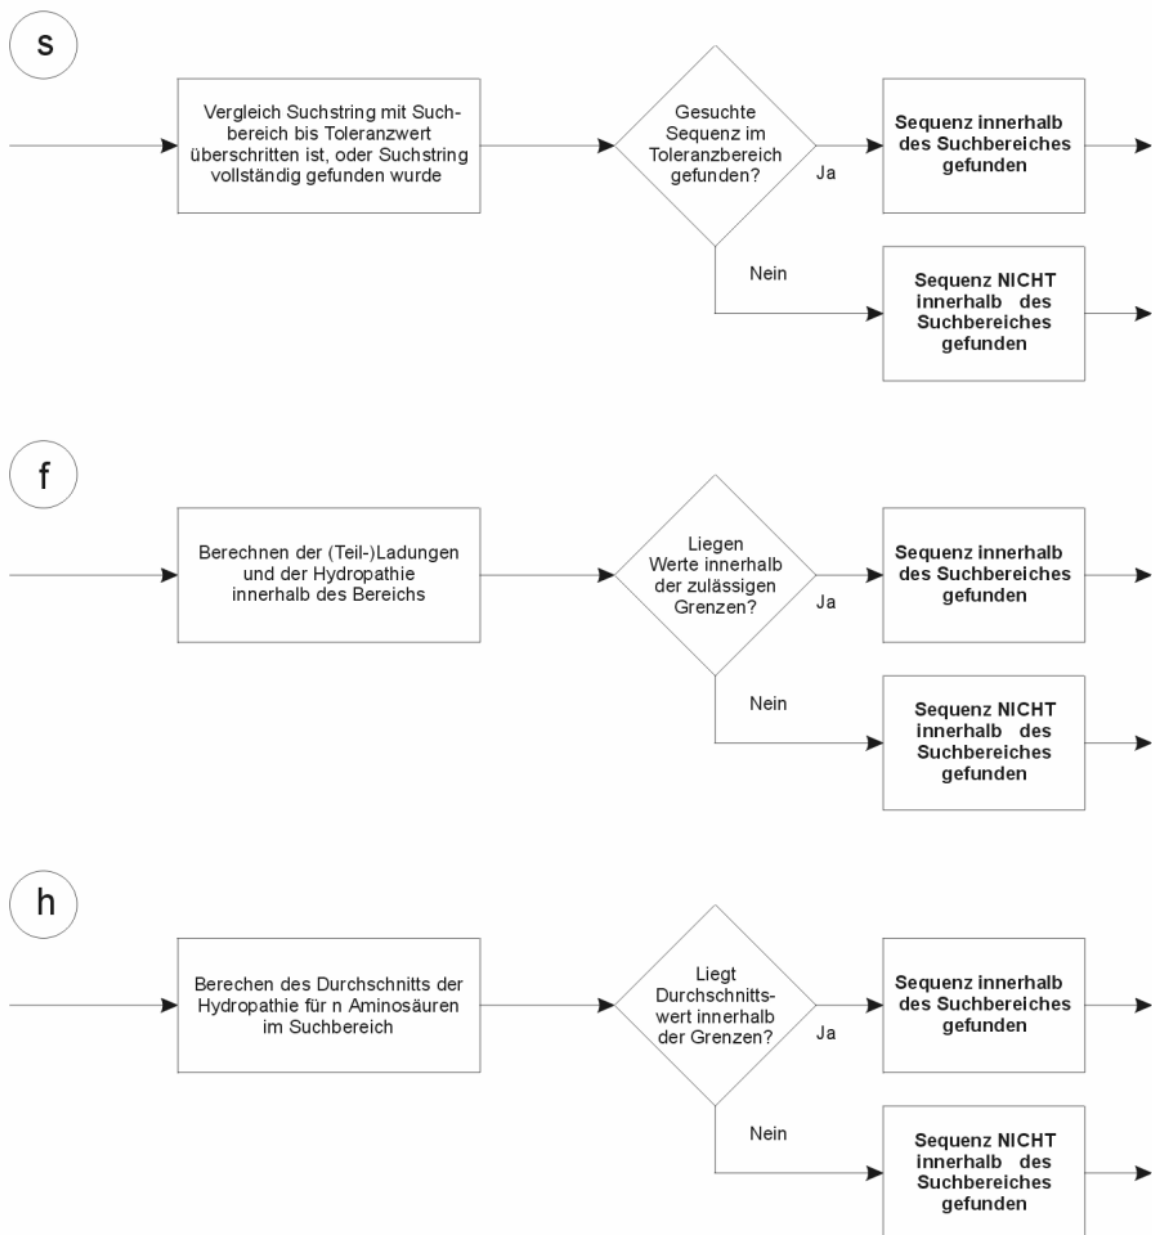 s
Vergleich Suchstring mit Such-
bereich bis Toleranzwert
überschritten ist, oder Suchstring
vollständig gefunden wurde
Gesuchte
Sequenz im
Toleranzbereich
gefunden?
Ja
Sequenz innerhalb
des Suchbereiches
gefunden
Nein
Sequenz NICHT
innerhalb des
Suchbereiches
gefunden
f
Berechnen der (Teil-)Ladungen
und der Hydropathie
innerhalb des Bereichs
Liegen
Werte innerhalb
der zulässigen
Grenzen?
Ja
Sequenz innerhalb
des Suchbereiches
gefunden
Nein
Sequenz NICHT
innerhalb des
Suchbereiches
gefunden
h
Berechen des Durchschnitts der
Hydropathie für n Aminosäuren
im Suchbereich
Liegt
Durchschnitts-
wert innerhalb
der Grenzen?
Ja
Sequenz innerhalb
des Suchbereiches
gefunden
Nein
Sequenz NICHT
innerhalb des
Suchbereiches
gefunden